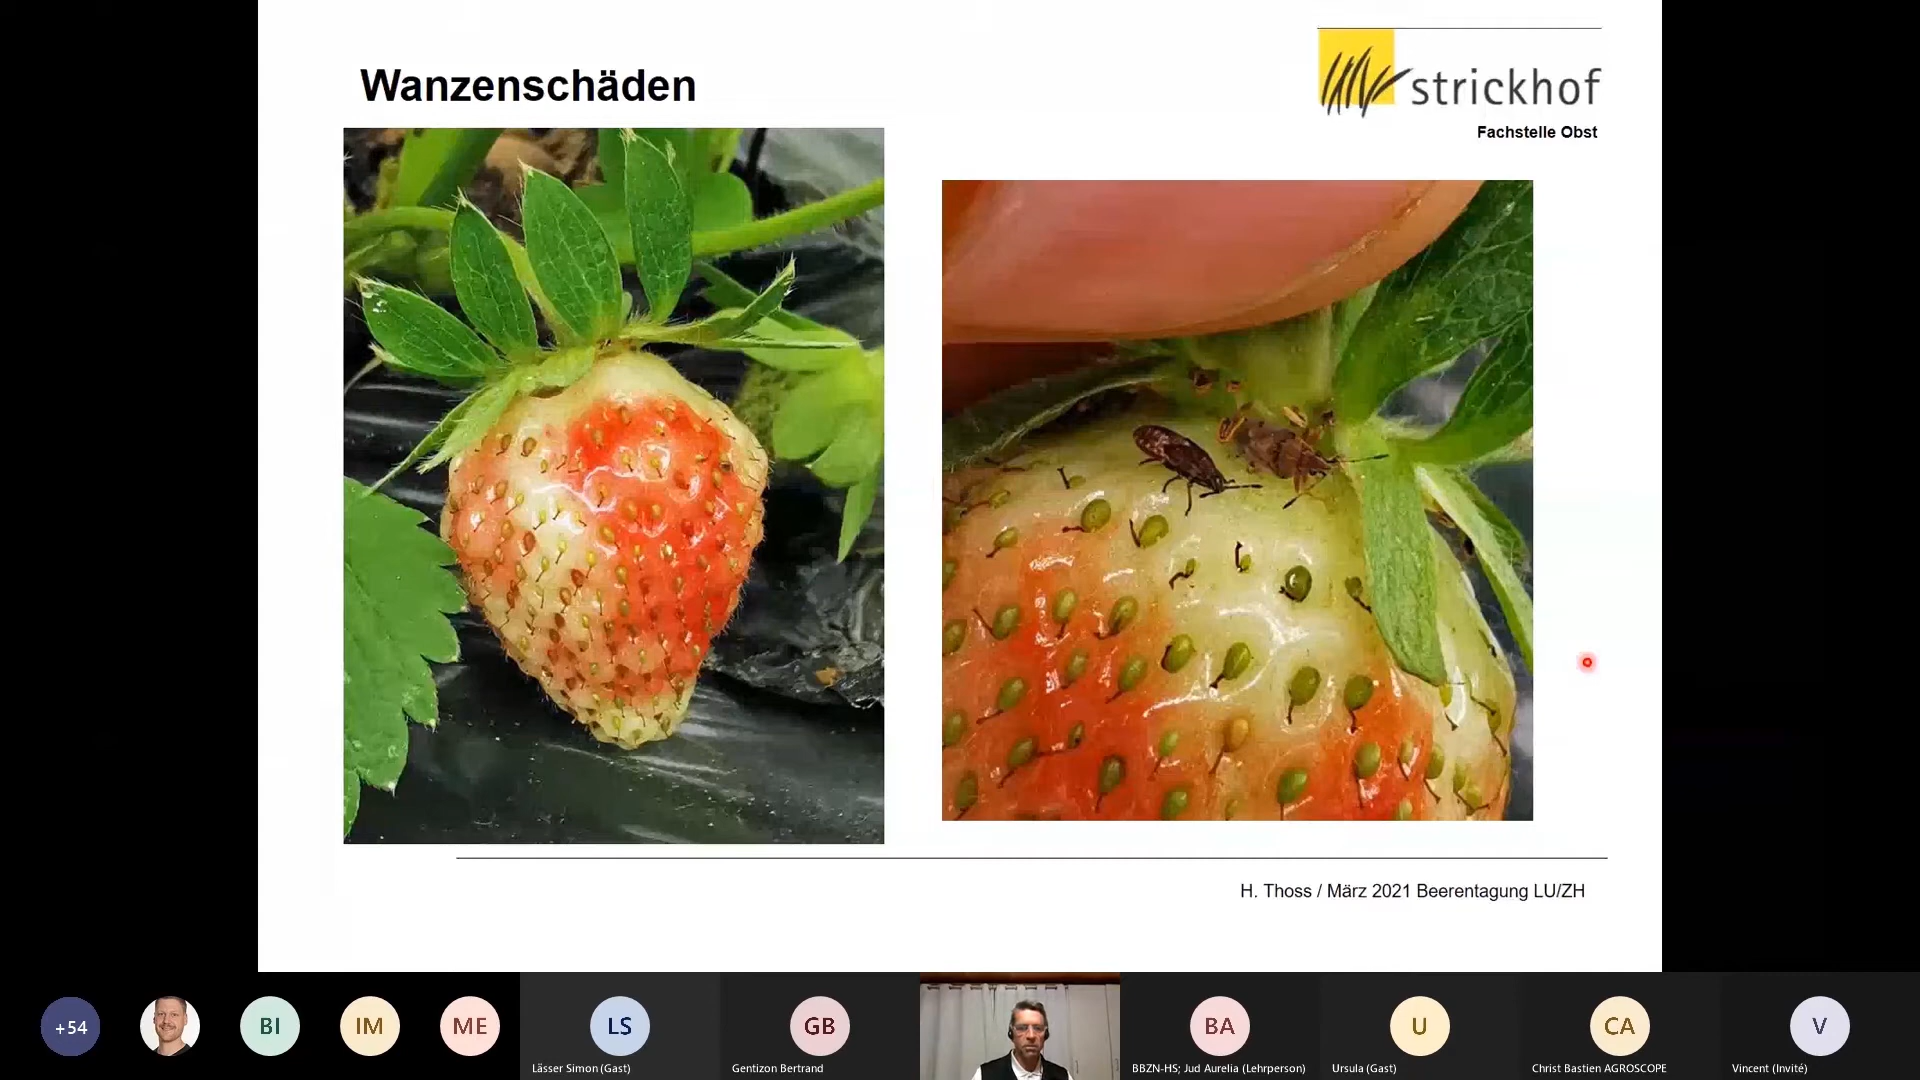 Wanzenschäden
strickhof
Fachstelle Obst
H. Thoss / März 2021 Beerentagung LU/ZH
+54
BI
IM
ME
LS
GB
BA
U
CA
V
Lässer Simon (Gast)
Gentizon Bertrand
BBZN-HS; Jud Aurelia (Lehrperson)
Ursula (Gast)
Christ Bastien AGROSCOPE
Vincent (Invité)